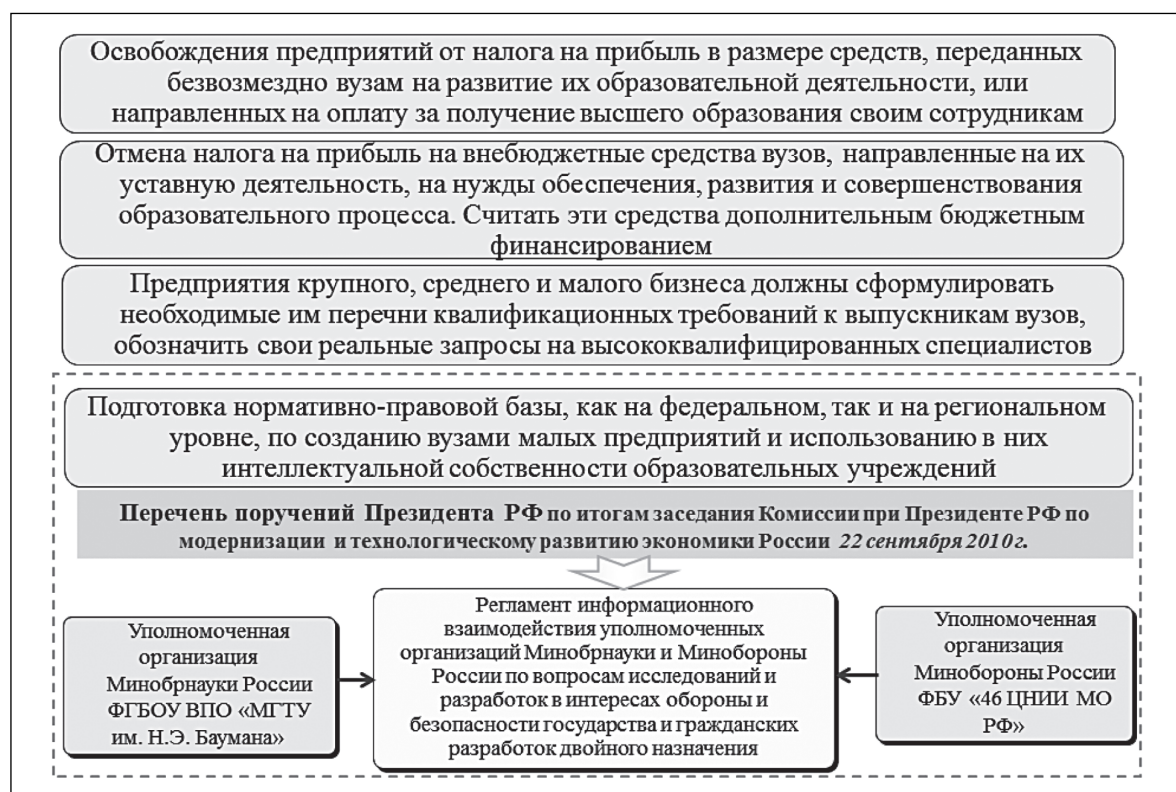 Освобождения предприятий от налога на прибыль в размере средств, переданных
безвозмездно вузам на развитие их образовательной деятельности, или
направленных на оплату за получение высшего образования своим сотрудникам
Отмена налога на прибыль на внебюджетные средства вузов, направленные на их
уставную деятельность, на нужды обеспечения, развития и совершенствования
образовательного процесса. Считать эти средства дополнительным бюджетным
финансированием
Предприятия крупного, среднего и малого бизнеса должны сформулировать
необходимые им перечни квалификационных требований к выпускникам вузов,
обозначить свои реальные запросы на высококвалифицированных специалистов
Подготовка нормативно-правовой базы, как на федеральном, так и на региональном
уровне, по созданию вузами малых предприятий и использованию в них
интеллектуальной собственности образовательных учреждений
Перечень поручений Президента РФ по итогам заседания Комиссии при Президенте РФ по
модернизации и технологическому развитию экономики России 22 сентября 2010 г.
Уполномоченная
организация
Минобрнауки России
ФГБОУ ВПО «МГТУ
им. Н.Э. Баумана»
Регламент информационного
взаимодействия уполномоченных
организаций Минобрнауки и Минобороны
России по вопросам исследований и
разработок в интересах обороны и
безопасности государства и гражданских
разработок двойного назначения
Уполномоченная
организация
Минобороны России
ФБУ «46 ЦНИИ МО
РФ»